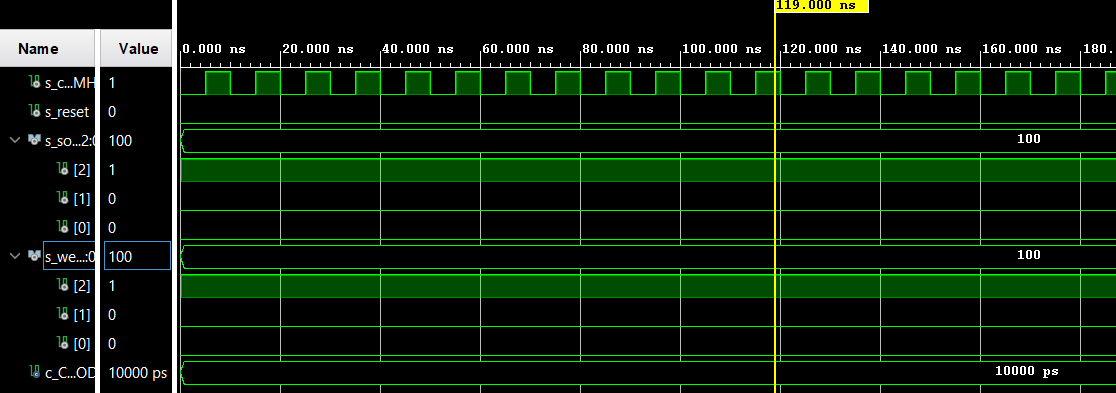 119.000 ns
Name Value 0.000 ns 20.000 ns 40.000 ns 60.000 ns 80.000 ns 100.000 ns 120.000 ns 140.000 ns 160.000 ns 180.
s_c...MH 1
s_reset 0
s_so...2:0 100 100
[2] 1
[1] 0
[0] 0
s_we...:0 100 100
[2] 1
[1] 0
[0] 0
c_C...OD 10000 ps 10000 ps